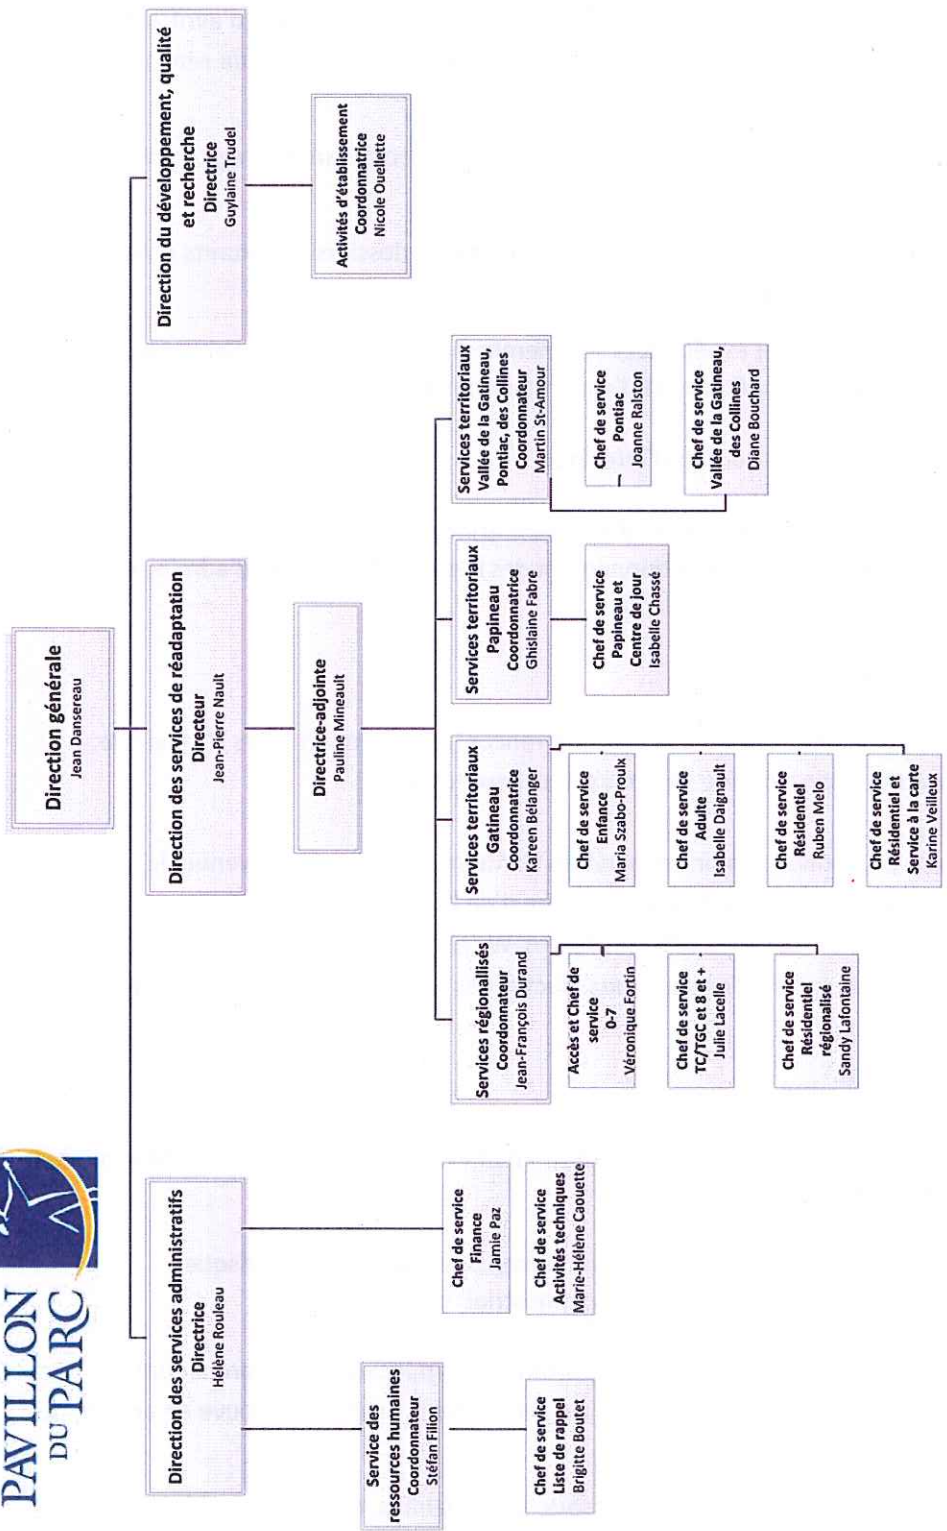 PAVILLON
DU PARC
Direction générale
Jean Dansereau
Direction des services administratifs
Directrice
Hélène Rouleau
Service des
ressources humaines
Coordonnateur
Stéfan Filion
Chef de service
Liste de rappel
Brigitte Boutet
Chef de service
Finance
Jamie Paz
Chef de service
Activités techniques
Marie-Hélène Caouette
Direction des services de réadaptation
Directeur
Jean-Pierre Nault
Directrice-adjointe
Pauline Mineault
Services régionallisés
Coordonnateur
Jean-François Durand
Accès et Chef de
service
0-7
Véronique Fortin
Chef de service
TC/TGC et 8 et +
Julie Lacelle
Chef de service
Résidentiel
régionalisé
Sandy Lafontaine
Services territoriaux
Gatineau
Coordonnatrice
Kareen Bélanger
Chef de service
Enfance
Maria Szabo-Proulx
Chef de service
Adulte
Isabelle Daignault
Chef de service
Résidentiel
Ruben Melo
Chef de service
Résidentiel et
Service à la carte
Karine Veilleux
Services territoriaux
Papineau
Coordonnatrice
Ghislaine Fabre
Chef de service
Papineau et
Centre de jour
Isabelle Chassé
Services territoriaux
Vallée de la Gatineau,
Pontiac, des Collines
Coordonnateur
Martin St-Amour
Chef de service
Pontiac
Joanne Ralston
Chef de service
Vallée de la Gatineau,
des Collines
Diane Bouchard
Direction du développement, qualité
et recherche
Directrice
Guylaine Trudel
Activités d'établissement
Coordonnatrice
Nicole Ouellette